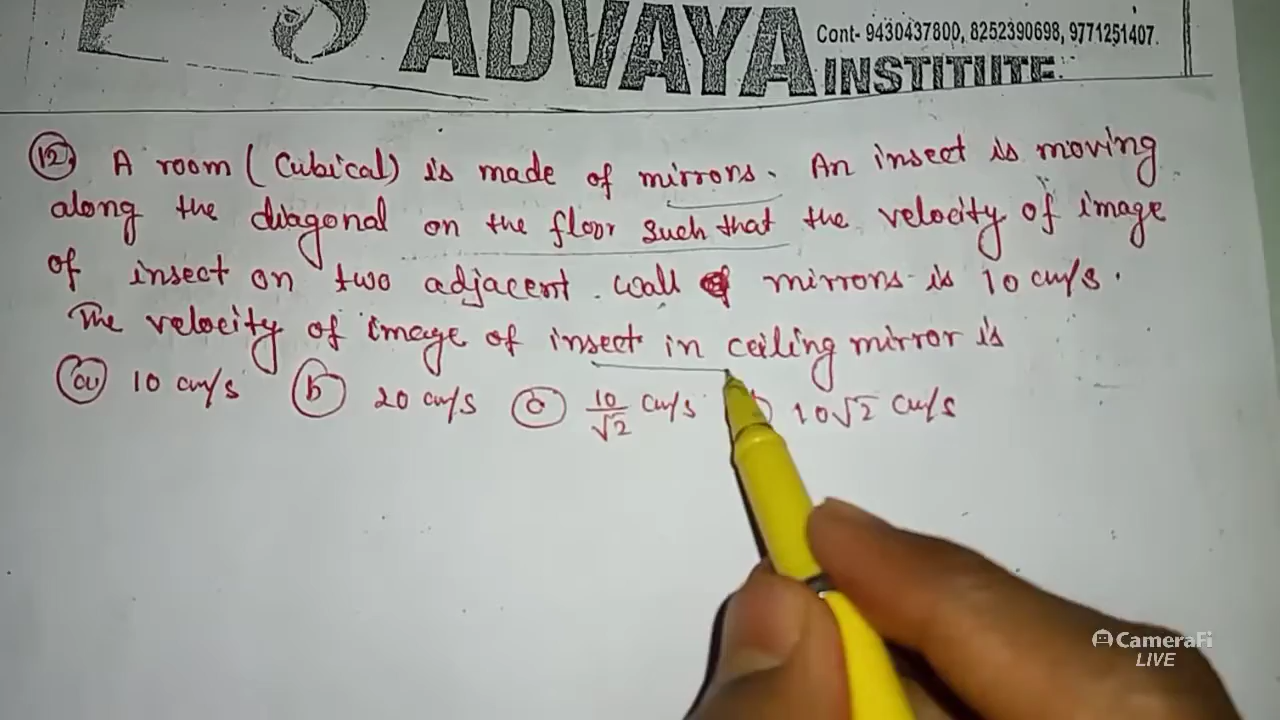 ADVAYA
Cont- 9430437800, 8252390698, 9771251407.
INSTITUTE
12) A room (Cubical) is made of mirrors. An insect is moving
along the diagonal on the floor such that the velocity of image
of insect on two adjacent wall mirrors is 10 cm/s.
The velocity of image of insect in ceiling mirror is
(a) 10 cm/s (b) 20 cm/s (c) 10/√2 cm/s 10√2 cm/s
CameraFi
LIVE